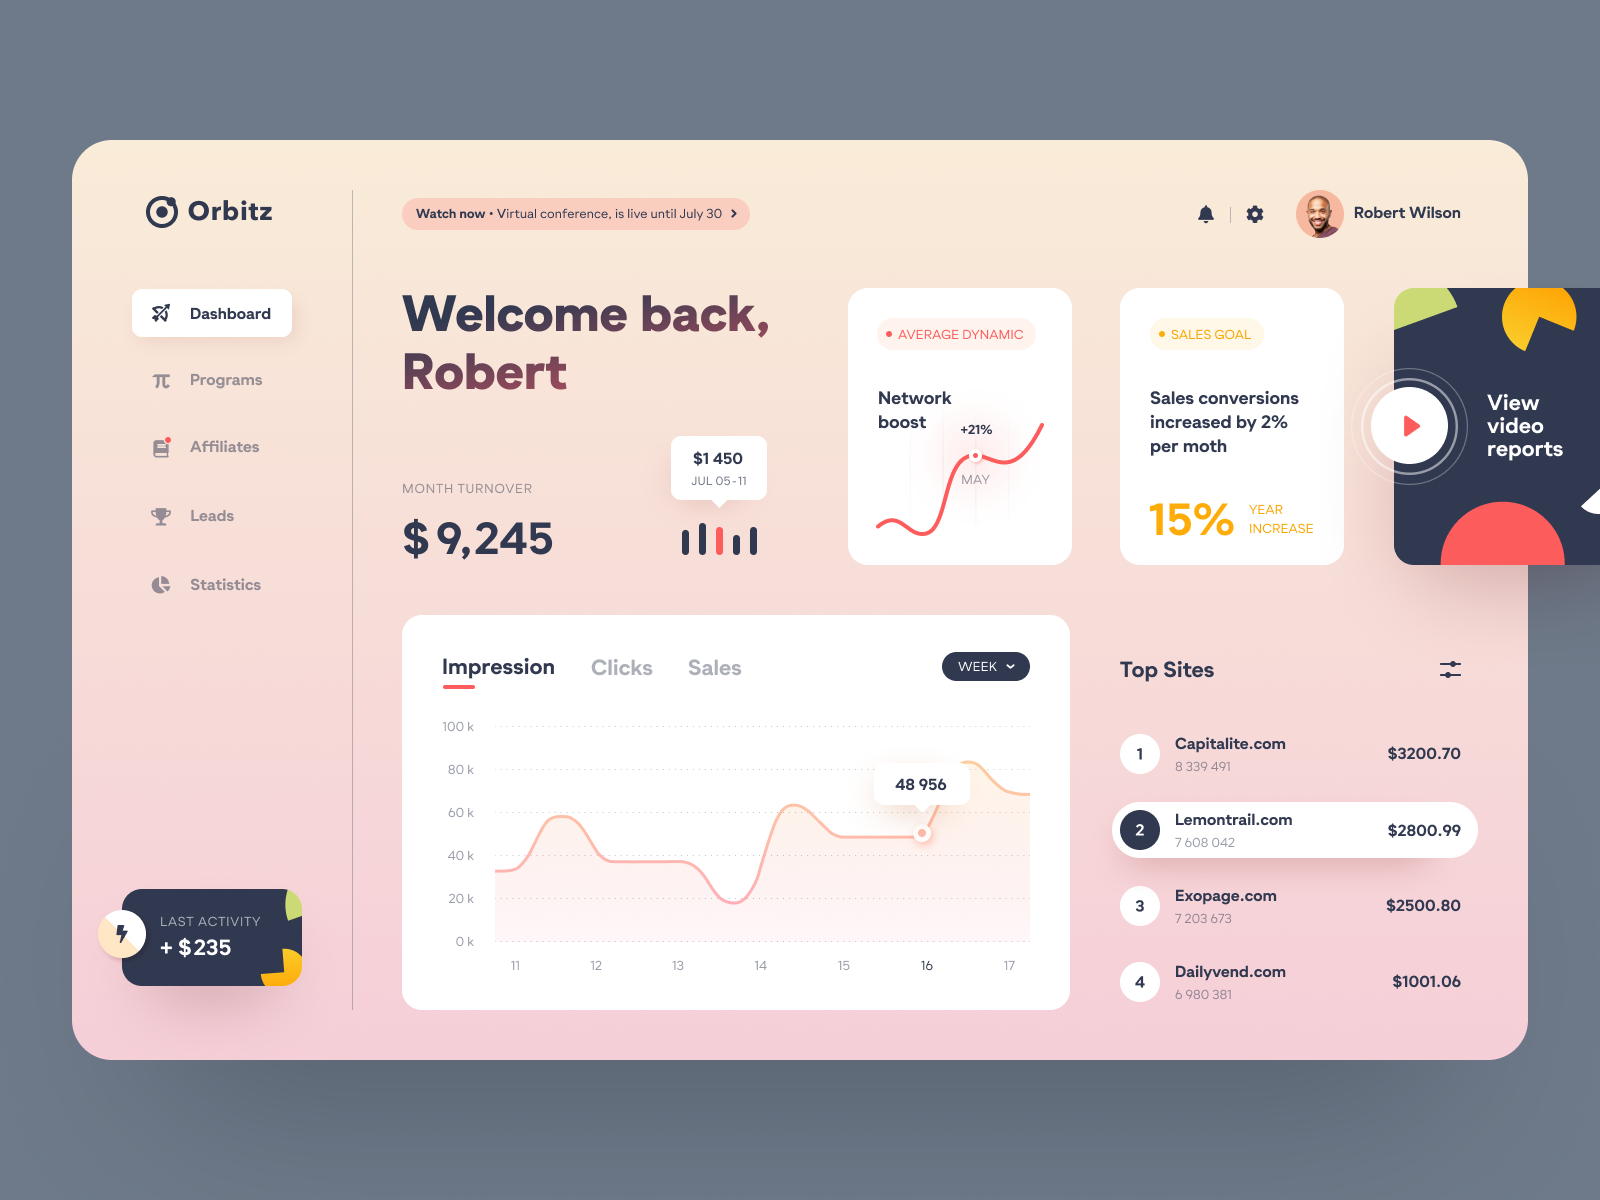 Orbitz
Watch now • Virtual conference, is live until July 30
Robert Wilson
Dashboard
Programs
Affiliates
Leads
Statistics
LAST ACTIVITY
+ $235
Welcome back,
Robert
MONTH TURNOVER
$ 9,245
$1 450
JUL 05-11
AVERAGE DYNAMIC
Network
boost
+21%
MAY
SALES GOAL
Sales conversions
increased by 2%
per moth
15%
YEAR
INCREASE
View
video
reports
Impression
Clicks
Sales
WEEK
100 k
80 k
60 k
40 k
20 k
0 k
48 956
11
12
13
14
15
16
17
Top Sites
1
Capitalite.com
8 339 491
$3200.70
2
Lemontrail.com
7 608 042
$2800.99
3
Exopage.com
7 203 673
$2500.80
4
Dailyvend.com
6 980 381
$1001.06